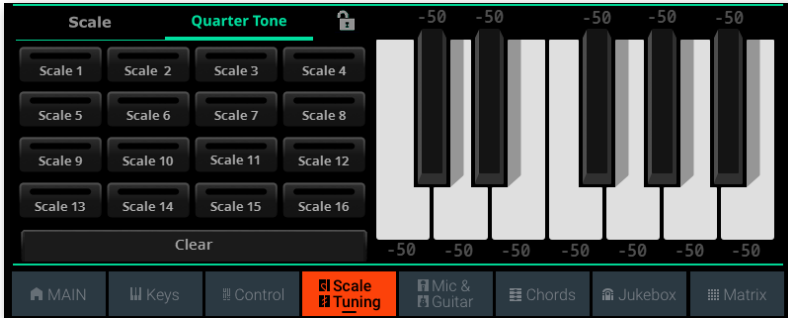 Scale Quarter Tone -50 -50 -50 -50 -50
Scale 1 Scale 2 Scale 3 Scale 4
Scale 5 Scale 6 Scale 7 Scale 8
Scale 9 Scale 10 Scale 11 Scale 12
Scale 13 Scale 14 Scale 15 Scale 16
Clear -50 -50 -50 -50 -50 -50 -50
MAIN Keys Control Scale Tuning Mic & Guitar Chords Jukebox Matrix